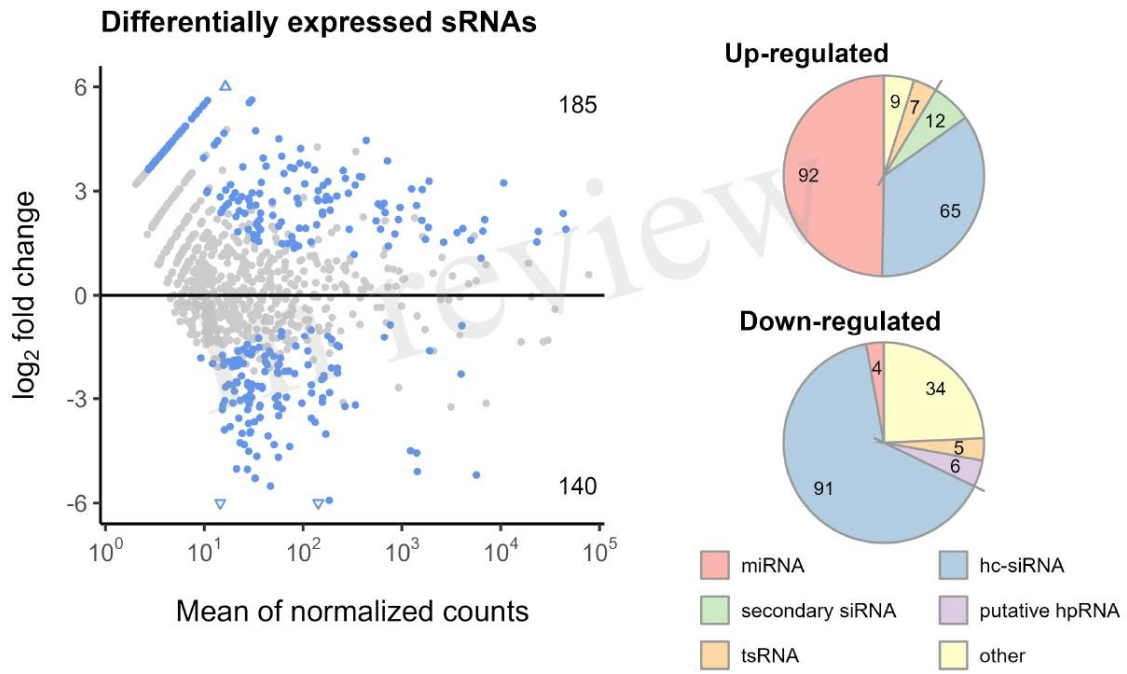 Differentially expressed sRNAs
185
140
6
3
0
-3
-6
log2 fold change
10^0 10^1 10^2 10^3 10^4 10^5
Mean of normalized counts
In review
Up-regulated
9
7
12
65
92
Down-regulated
4
34
5
6
91
miRNA
hc-siRNA
secondary siRNA
putative hpRNA
tsRNA
other